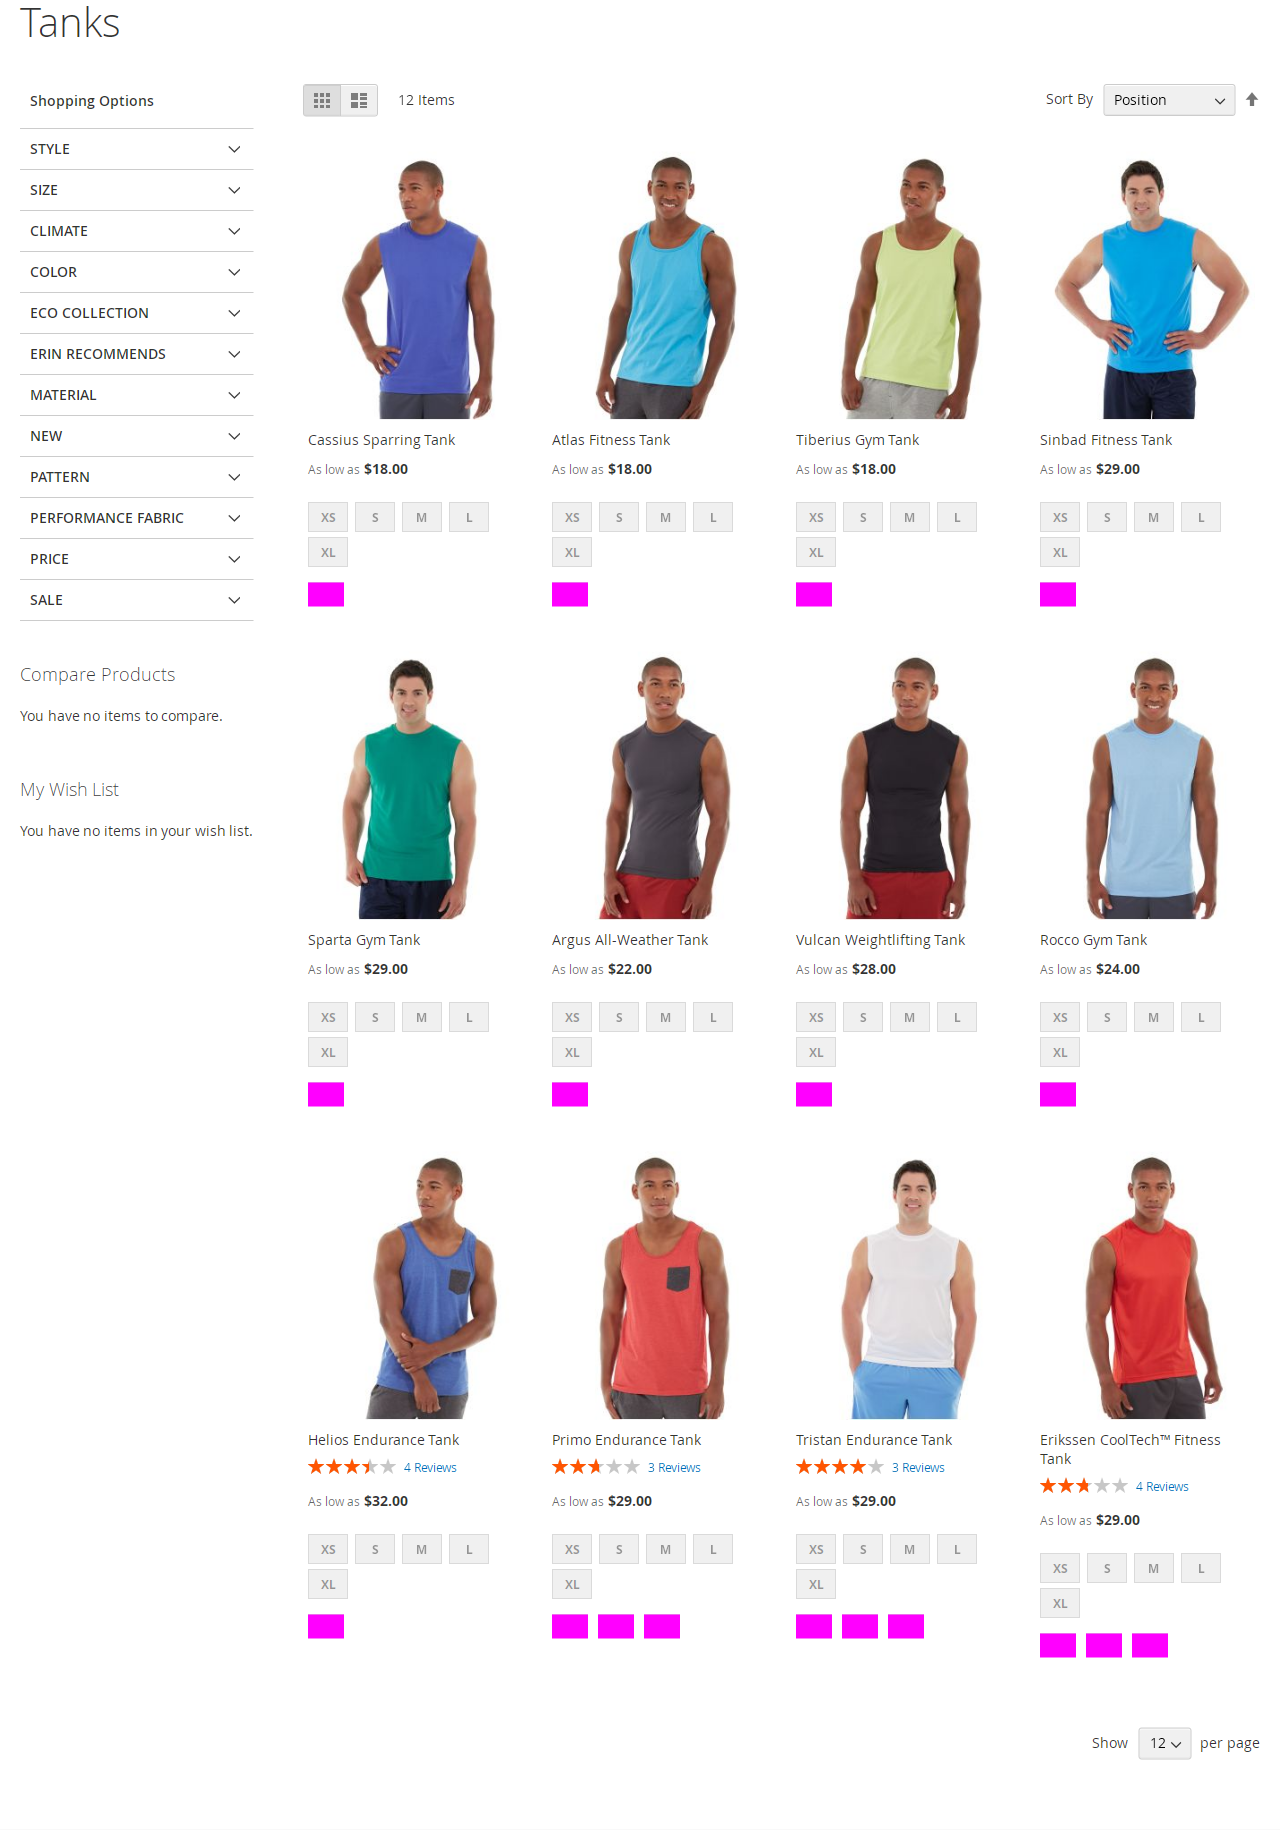 Tanks
Shopping Options
STYLE
SIZE
CLIMATE
COLOR
ECO COLLECTION
ERIN RECOMMENDS
MATERIAL
NEW
PATTERN
PERFORMANCE FABRIC
PRICE
SALE
Compare Products
You have no items to compare.
My Wish List
You have no items in your wish list.
12 Items
Sort By Position
Cassius Sparring Tank
As low as $18.00
XS S M L
XL
Atlas Fitness Tank
As low as $18.00
XS S M L
XL
Tiberius Gym Tank
As low as $18.00
XS S M L
XL
Sinbad Fitness Tank
As low as $29.00
XS S M L
XL
Sparta Gym Tank
As low as $29.00
XS S M L
XL
Argus All-Weather Tank
As low as $22.00
XS S M L
XL
Vulcan Weightlifting Tank
As low as $28.00
XS S M L
XL
Rocco Gym Tank
As low as $24.00
XS S M L
XL
Helios Endurance Tank
4 Reviews
As low as $32.00
XS S M L
XL
Primo Endurance Tank
3 Reviews
As low as $29.00
XS S M L
XL
Tristan Endurance Tank
3 Reviews
As low as $29.00
XS S M L
XL
Erikssen CoolTech™ Fitness
Tank
4 Reviews
As low as $29.00
XS S M L
XL
Show 12 per page